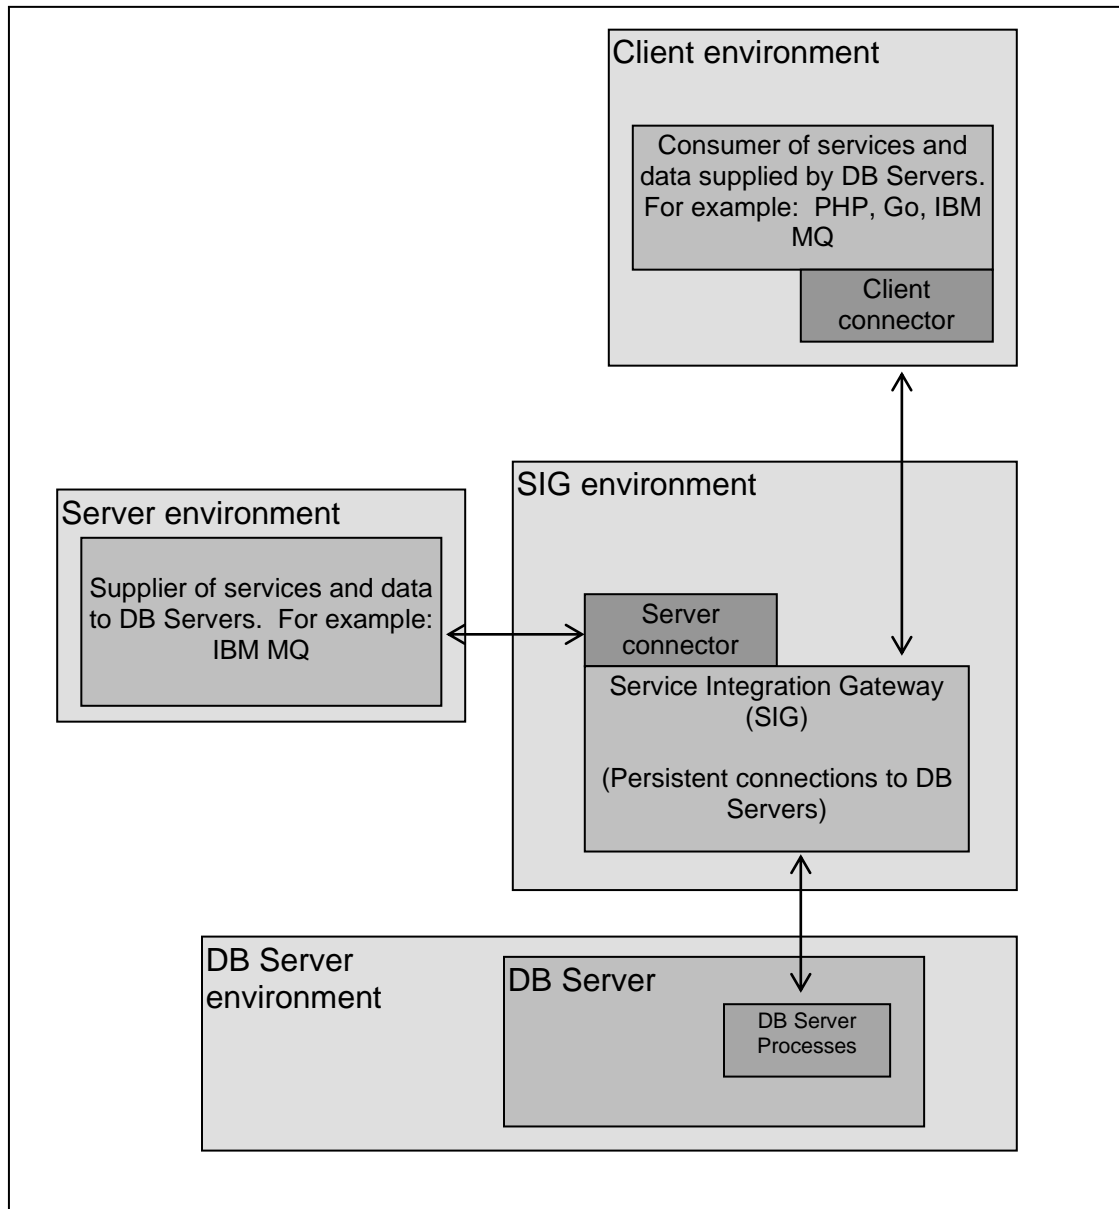 Client environment
Consumer of services and
data supplied by DB Servers.
For example:  PHP, Go, IBM
MQ
Client
connector
SIG environment
Server environment
Supplier of services and data
to DB Servers.  For example:
IBM MQ
Server
connector
Service Integration Gateway
(SIG)
(Persistent connections to DB
Servers)
DB Server
environment
DB Server
DB Server
Processes